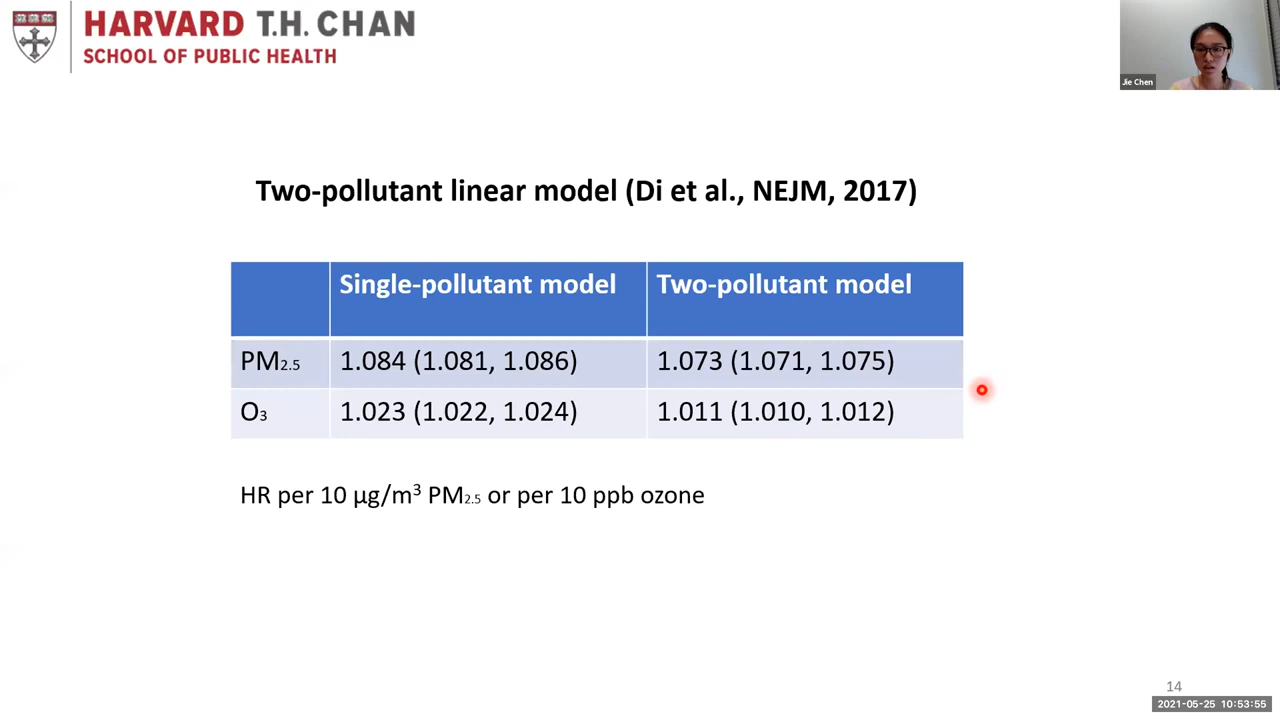 HARVARD T.H. CHAN
SCHOOL OF PUBLIC HEALTH
Jie Chen
Two-pollutant linear model (Di et al., NEJM, 2017)
Single-pollutant model Two-pollutant model
PM2.5 1.084 (1.081, 1.086) 1.073 (1.071, 1.075)
O3 1.023 (1.022, 1.024) 1.011 (1.010, 1.012)
HR per 10 µg/m³ PM2.5 or per 10 ppb ozone
14
2021-05-25 10:53:55